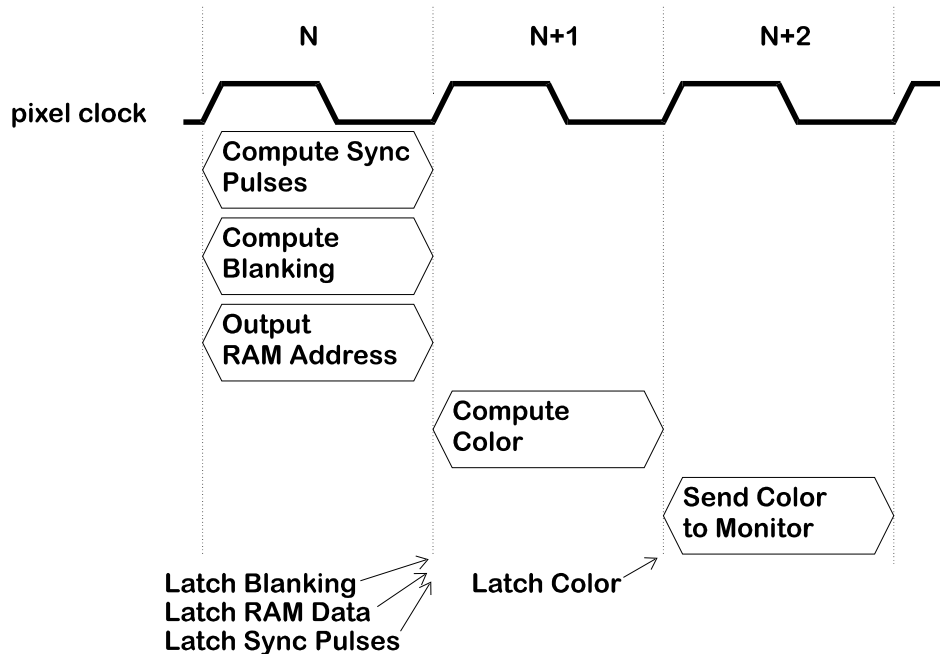 N
N+1
N+2
pixel clock
Compute Sync
Pulses
Compute
Blanking
Output
RAM Address
Compute
Color
Send Color
to Monitor
Latch Blanking
Latch Color
Latch RAM Data
Latch Sync Pulses